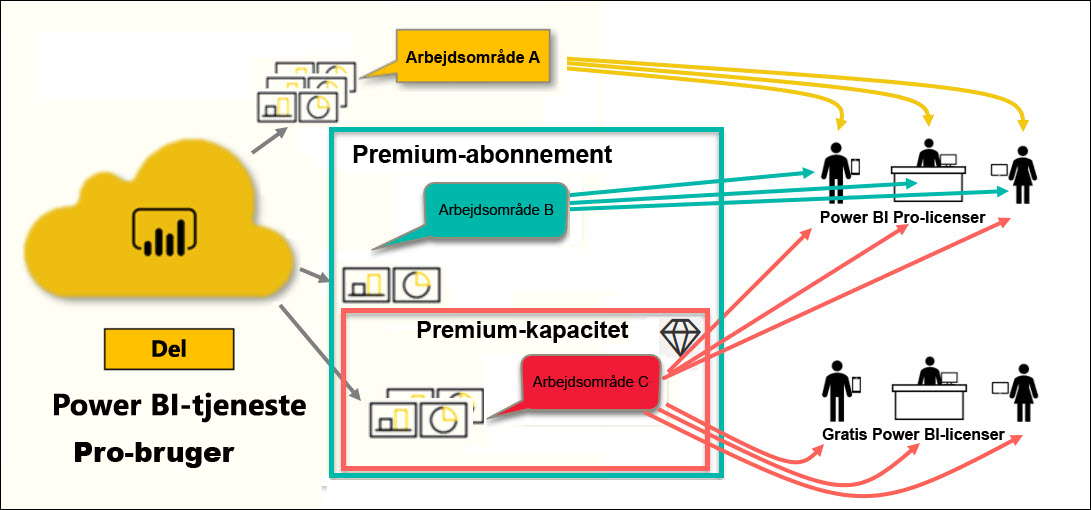 Arbejdsområde A
Premium-abonnement
Arbejdsområde B
Power BI Pro-licenser
Premium-kapacitet
Arbejdsområde C
Del
Power BI-tjeneste
Pro-bruger
Gratis Power BI-licenser